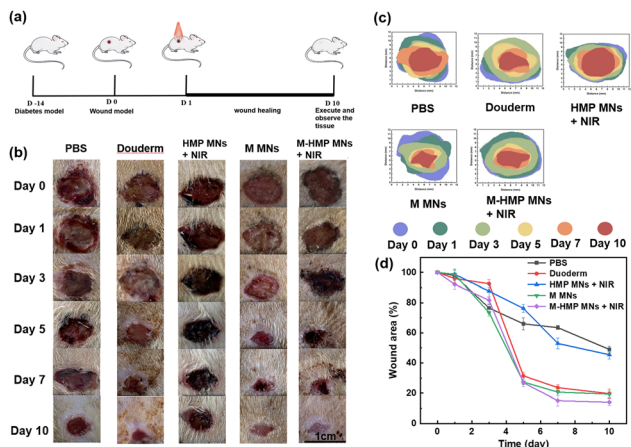 (a)
D -14
Diabetes model
D 0
Wound model
D 1
wound healing
D 10
Execute and
observe the
tissue
(b)
PBS
Douderm
HMP MNs
+ NIR
M MNs
M-HMP MNs
+ NIR
Day 0
Day 1
Day 3
Day 5
Day 7
Day 10
1cm
(c)
PBS
Douderm
HMP MNs
+ NIR
M MNs
M-HMP MNs
+ NIR
Day 0
Day 1
Day 3
Day 5
Day 7
Day 10
(d)
Wound area (%)
100
80
60
40
20
0
PBS
Duoderm
HMP MNs + NIR
M MNs
M-HMP MNs + NIR
0
2
4
6
8
10
Time (day)